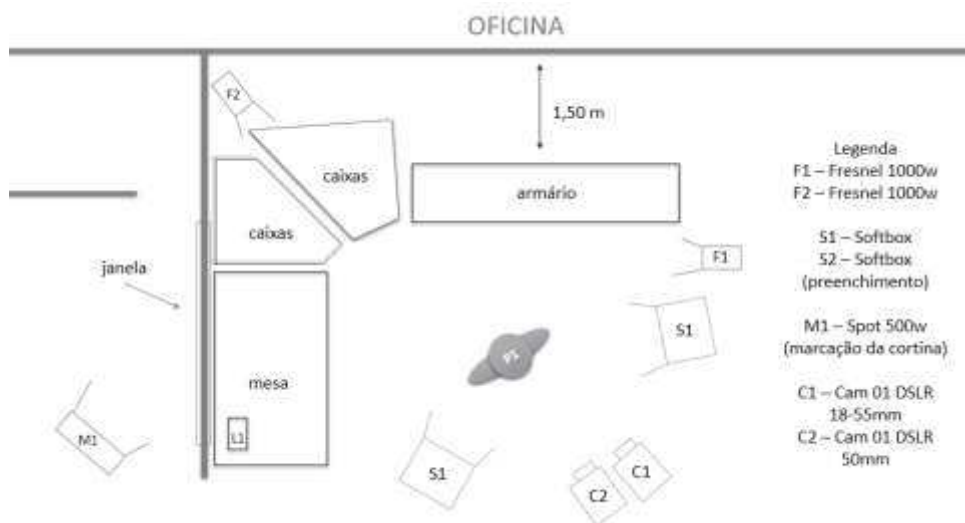 OFICINA
F2
1,50 m
caixas
armário
caixas
janela
F1
S1
P1
mesa
L1
M1
S1
C1
C2
Legenda
F1 – Fresnel 1000w
F2 – Fresnel 1000w
S1 – Softbox
S2 – Softbox
(preenchimento)
M1 – Spot 500w
(marcação da cortina)
C1 – Cam 01 DSLR
18-55mm
C2 – Cam 01 DSLR
50mm